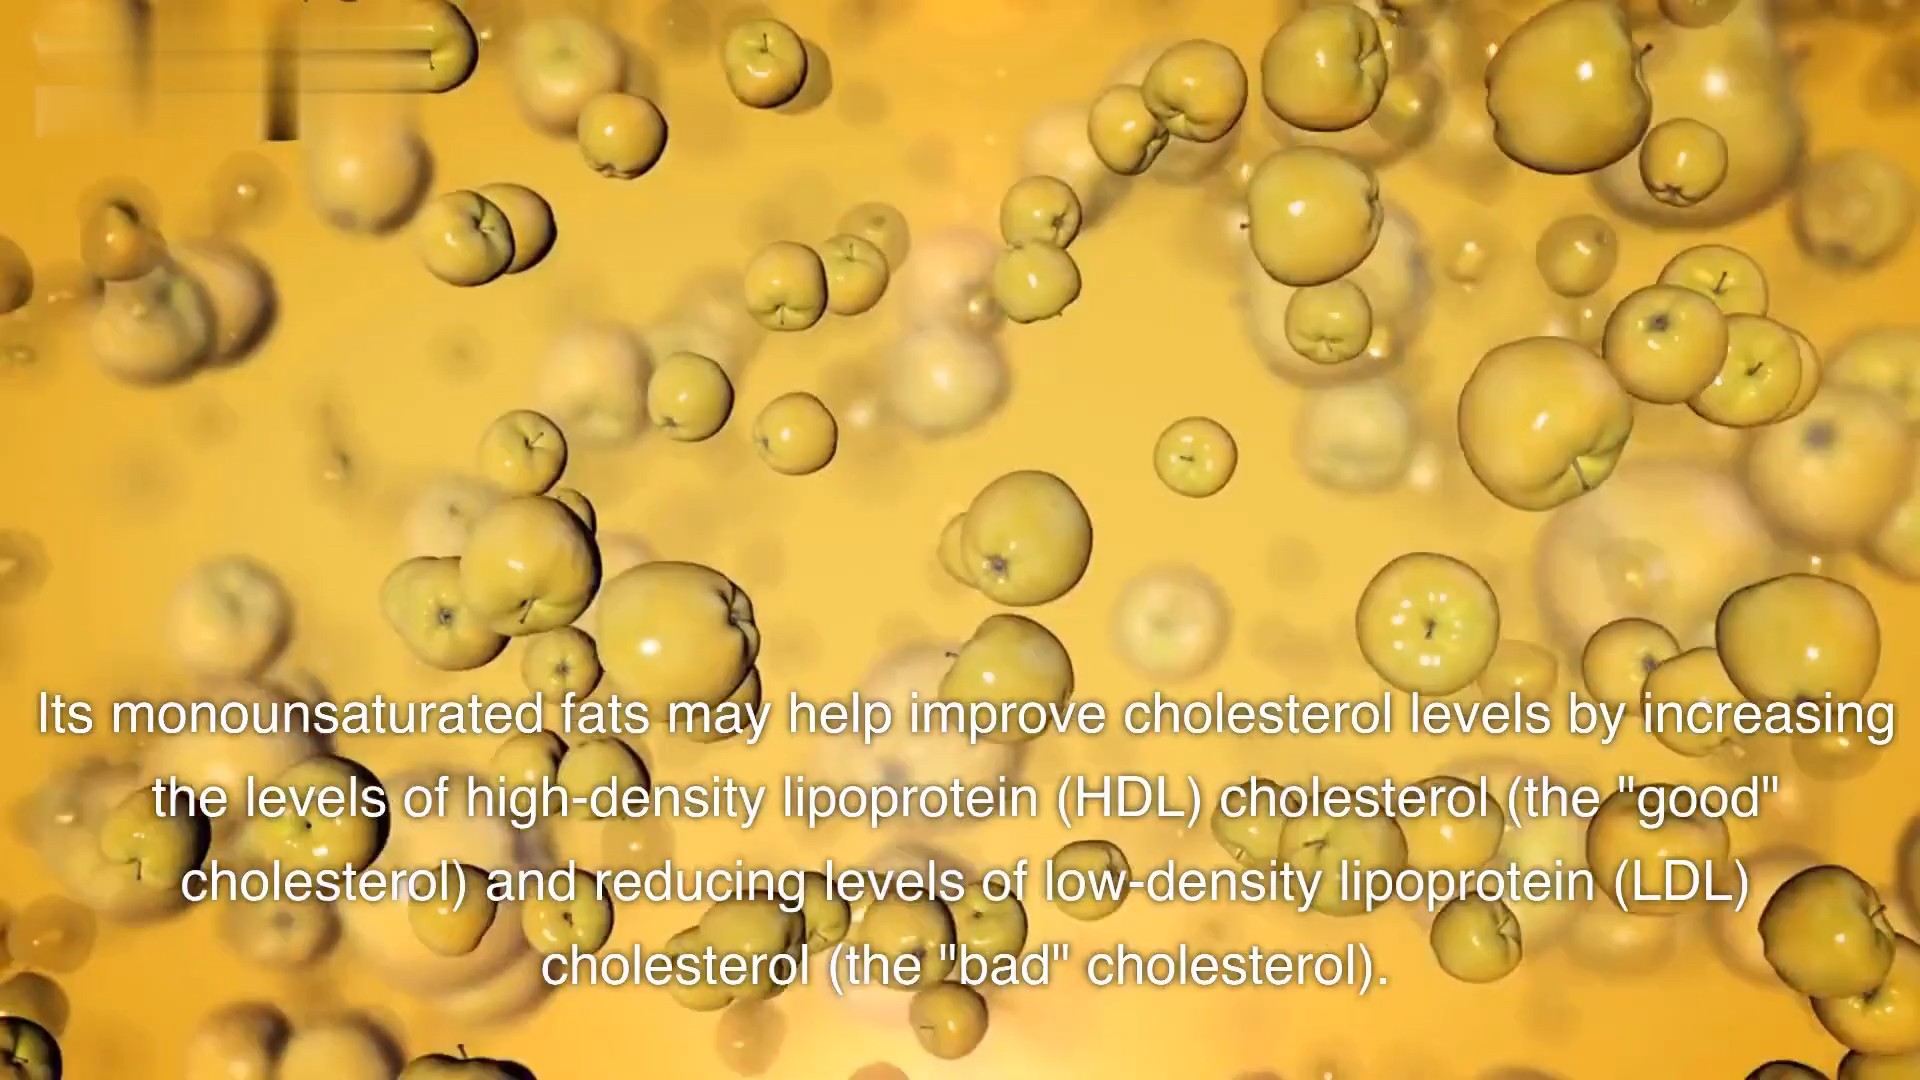 Its monounsaturated fats may help improve cholesterol levels by increasing
the levels of high-density lipoprotein (HDL) cholesterol (the "good"
cholesterol) and reducing levels of low-density lipoprotein (LDL)
cholesterol (the "bad" cholesterol).